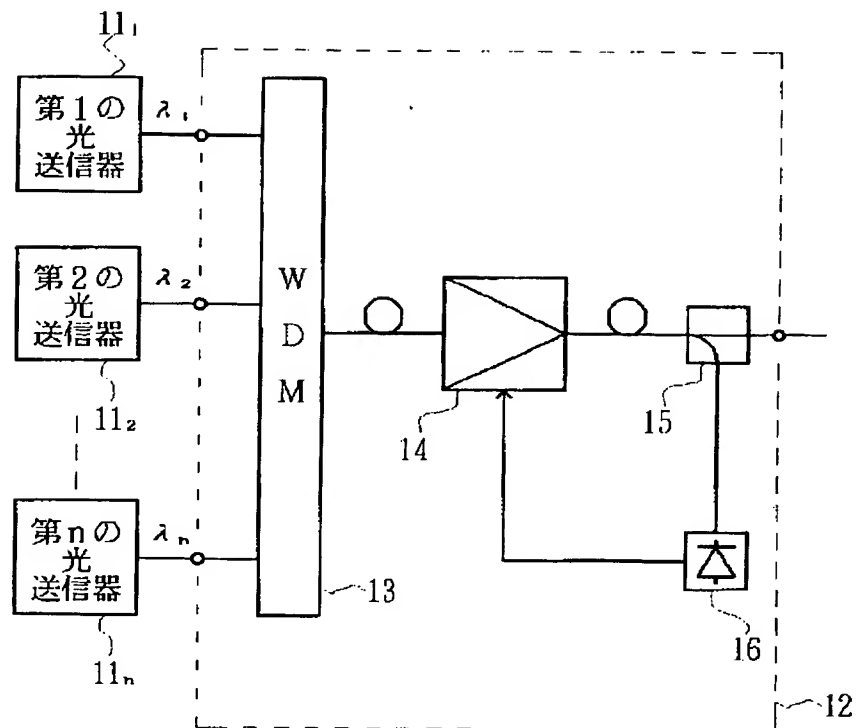 11₁
第1の
光
送信器
λ₁
第2の
光
送信器
λ₂
11₂
第nの
光
送信器
λₙ
11ₙ
W
D
M
13
14
15
16
12